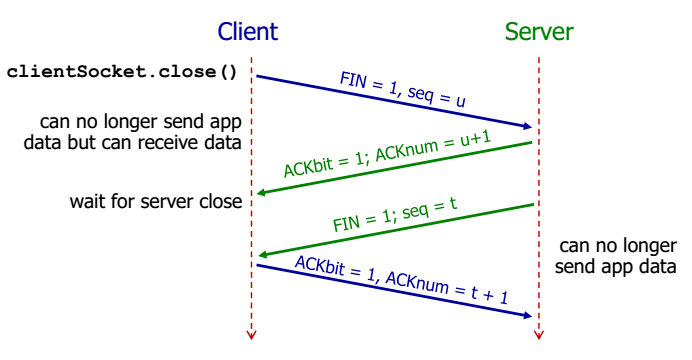 Client
Server
clientSocket.close()
FIN = 1, seq = u
can no longer send app
data but can receive data
ACKbit = 1; ACKnum = u+1
wait for server close
FIN = 1; seq = t
can no longer
send app data
ACKbit = 1, ACKnum = t + 1